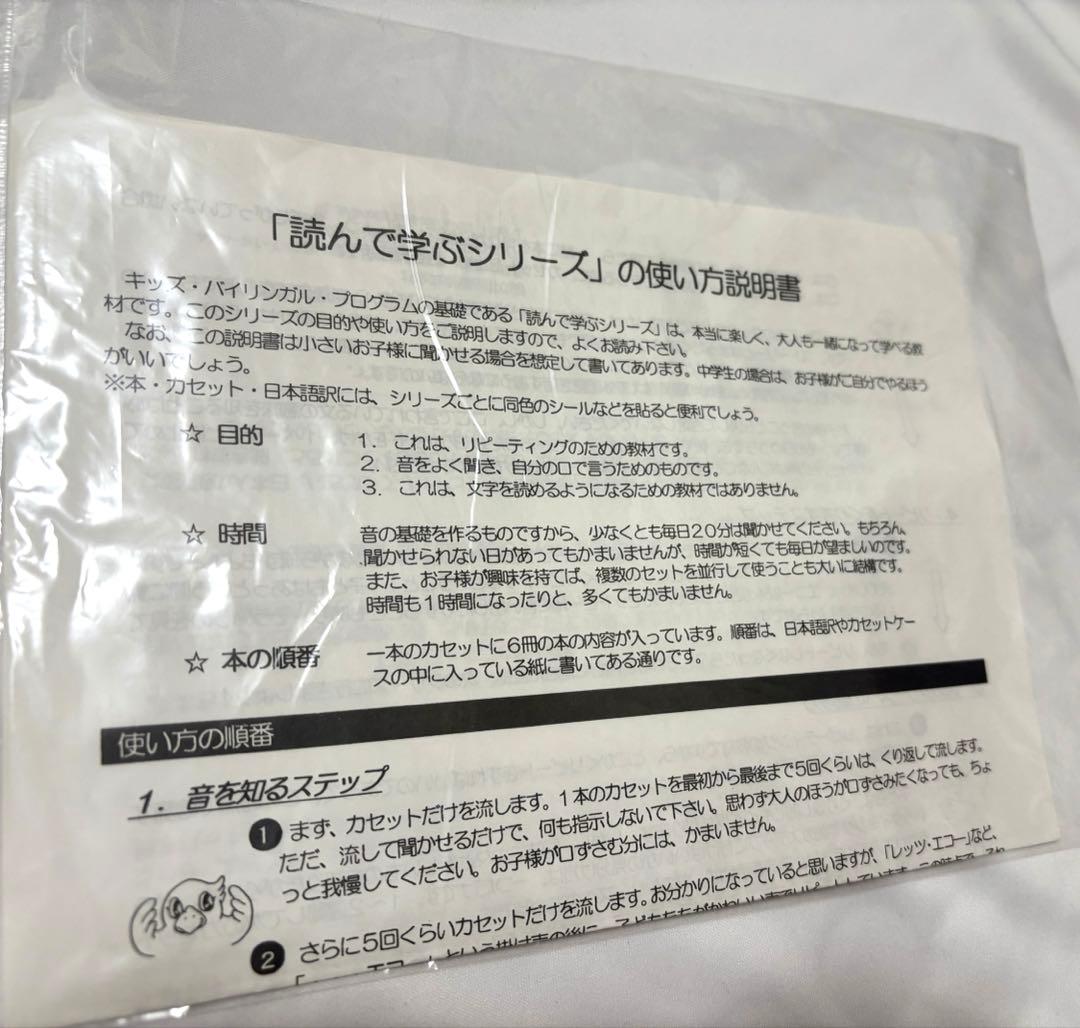 「読んで学ぶシリーズ」の使い方説明書
キッズ・バイリンガル・プログラムの基礎である「読んで学ぶシリーズ」は、本当に楽しく、大人も一緒になって学べる教
材です。このシリーズの目的や使い方をご説明しますので、よくお読み下さい。
なお、この説明書は小さいお子様に聞かせる場合を想定して書いてあります。中学生の場合は、お子様がご自分でやるほう
がいいでしょう。
※本・カセット・日本語訳には、シリーズごとに同色のシールなどを貼ると便利でしょう。
☆ 目的
1. これは、リピーティングのための教材です。
2. 音をよく聞き、自分の口で言うためのものです。
3. これは、文字を読めるようになるための教材ではありません。
☆ 時間
音の基礎を作るものですから、少なくとも毎日20分は聞かせてください。もちろん、
聞かせられない日があってもかまいませんが、時間が短くても毎日が望ましいのです。
また、お子様が興味を持てば、複数のセットを並行して使うことも大いに結構です。
時間も1時間になったりと、多くてもかまいません。
☆ 本の順番
一本のカセットに6冊の本の内容が入っています。順番は、日本語訳やカセットケー
スの中に入っている紙に書いてある通りです。
使い方の順番
1. 音を知るステップ
❶ まず、カセットだけを流します。1本のカセットを最初から最後まで5回くらいは、くり返して流します。
ただ、流して聞かせるだけで、何も指示しないで下さい。思わず大人のほうが口ずさみたくなっても、ちょ
っと我慢してください。お子様が口ずさむ分には、かまいません。
❷ さらに5回くらいカセットだけを流します。お分かりになっていると思いますが、「レッツ・エコー」など、